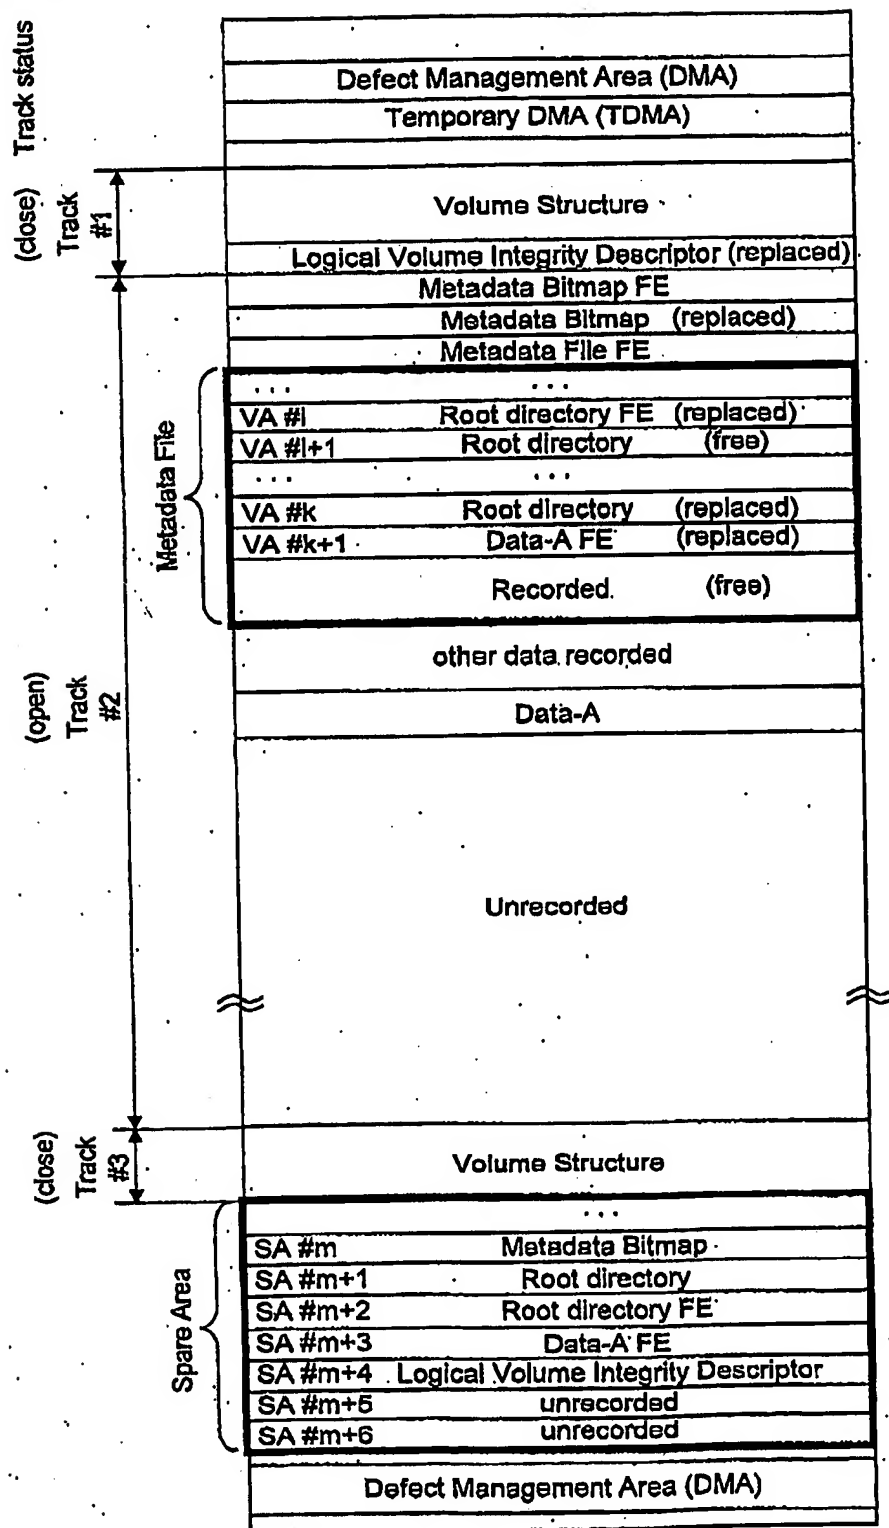 Track status
Defect Management Area (DMA)
Temporary DMA (TDMA)
(close)
Track
#1
Volume Structure
Logical Volume Integrity Descriptor (replaced)
(open)
Track
#2
Metadata Bitmap FE
Metadata Bitmap (replaced)
Metadata File FE
Metadata File
... ...
VA #i Root directory FE (replaced)
VA #i+1 Root directory (free)
... ...
VA #k Root directory (replaced)
VA #k+1 Data-A FE (replaced)
Recorded (free)
other data recorded
Data-A
Unrecorded
(close)
Track
#3
Volume Structure
Spare Area
...
SA #m Metadata Bitmap
SA #m+1 Root directory
SA #m+2 Root directory FE
SA #m+3 Data-A FE
SA #m+4 Logical Volume Integrity Descriptor
SA #m+5 unrecorded
SA #m+6 unrecorded
Defect Management Area (DMA)